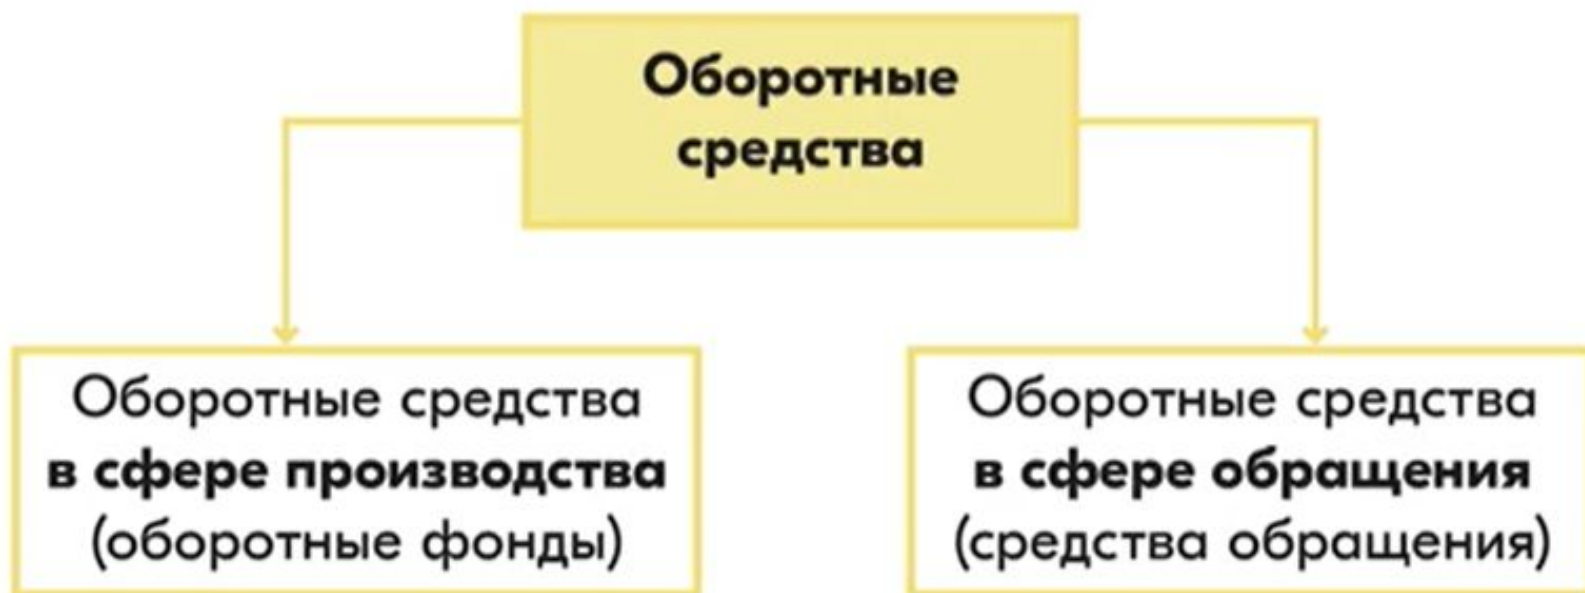 Оборотные
средства
Оборотные средства
в сфере производства
(оборотные фонды)
Оборотные средства
в сфере обращения
(средства обращения)